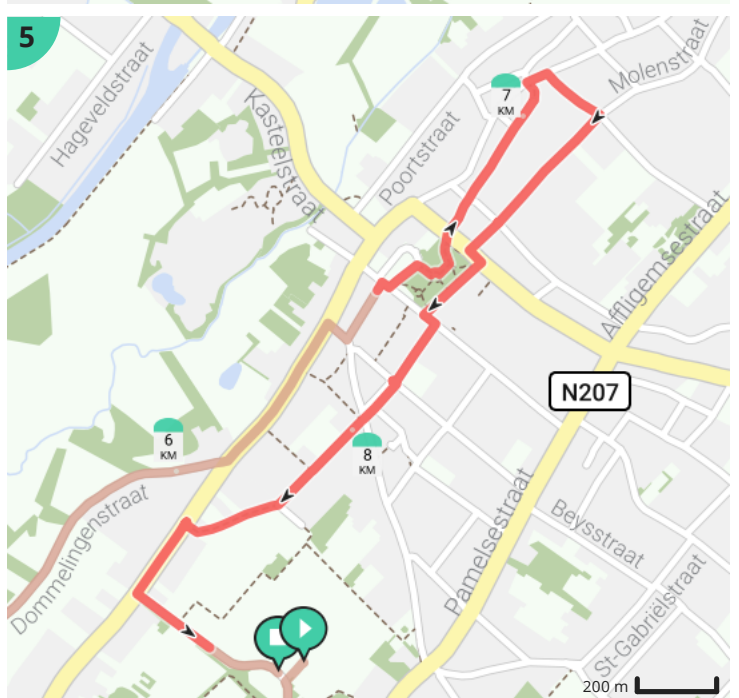 5
Hageveldstraat
Kasteelstraat
Poortstraat
7
KM
Molenstraat
Affligemsestraat
N207
6
KM
8
KM
Dommelingenstraat
Pamelsestraat
Beysstraat
St-Gabriëlstraat
200 m